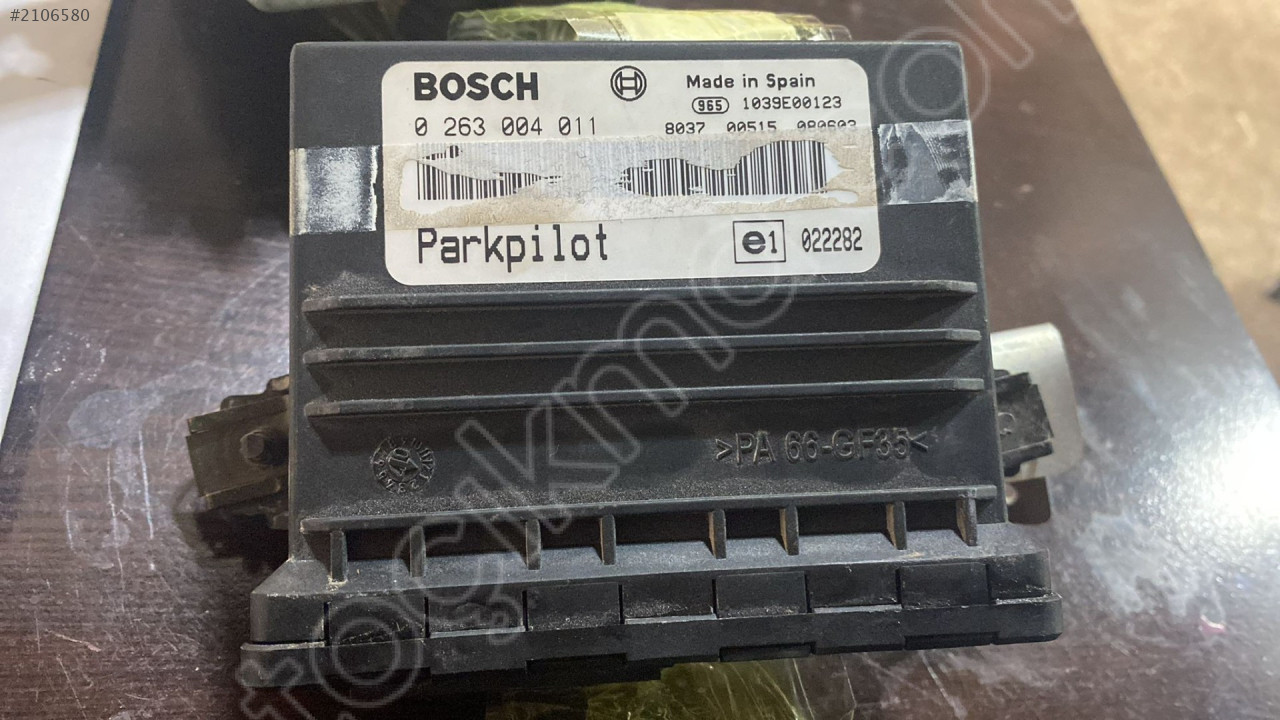 #2106580
BOSCH
Made in Spain
965 1039E00123
0 263 004 011
8037 00515 080603
Parkpilot
e1 022282
>PA 66-GF35<